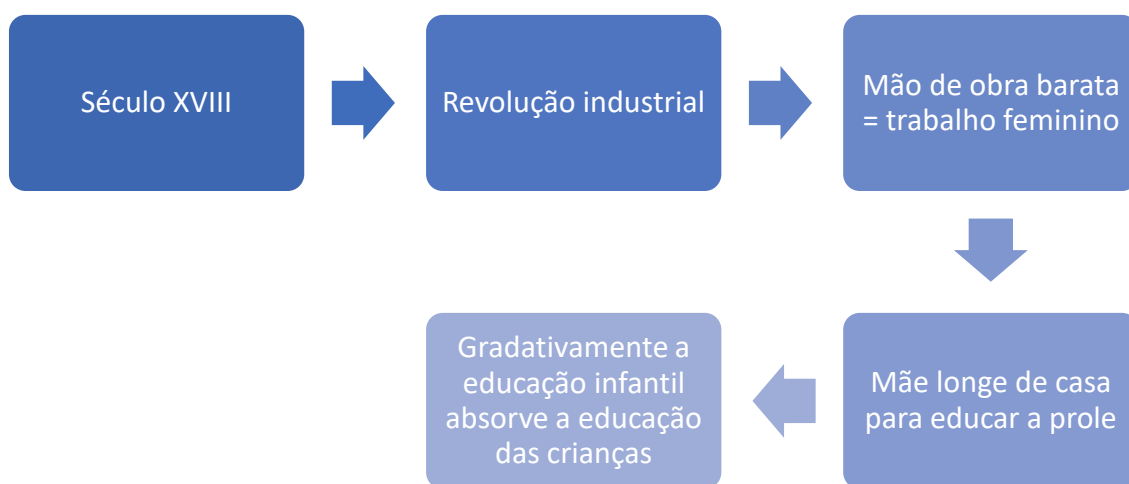 Século XVIII
Revolução industrial
Mão de obra barata
= trabalho feminino
Mãe longe de casa
para educar a prole
Gradativamente a
educação infantil
absorve a educação
das crianças